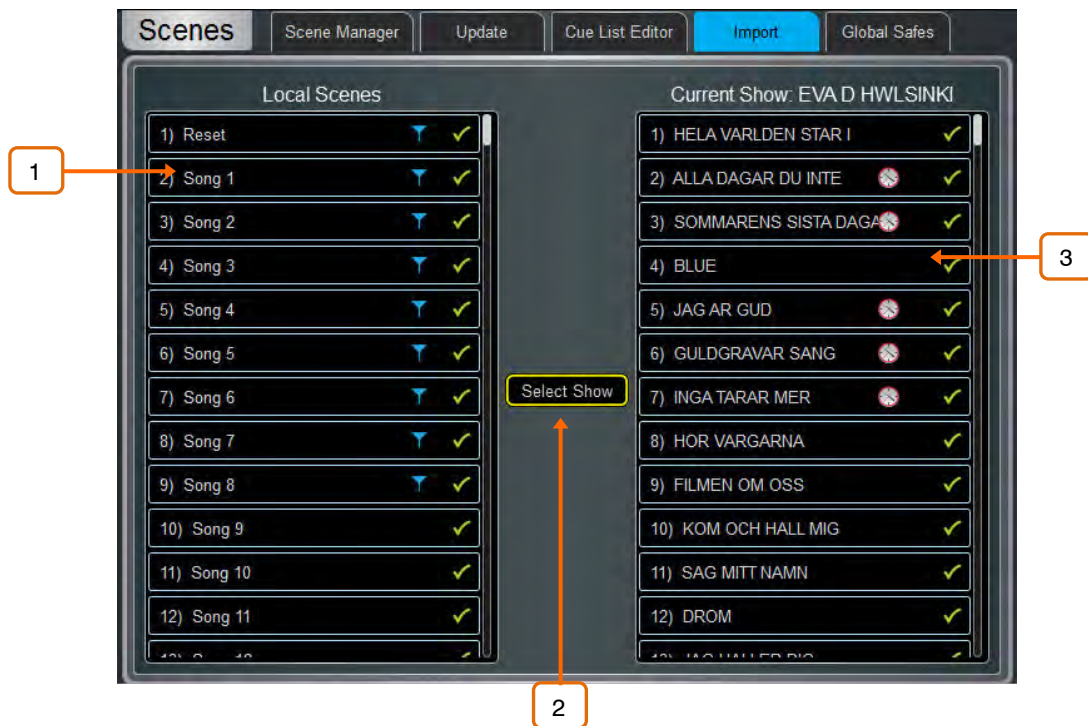 Scenes
Scene Manager
Update
Cue List Editor
Import
Global Safes
Local Scenes
1) Reset
2) Song 1
3) Song 2
4) Song 3
5) Song 4
6) Song 5
7) Song 6
8) Song 7
9) Song 8
10) Song 9
11) Song 10
12) Song 11
Select Show
Current Show: EVA D HWLSINKI
1) HELA VARLDEN STAR I
2) ALLA DAGAR DU INTE
3) SOMMARENS SISTA DAGA
4) BLUE
5) JAG AR GUD
6) GULDGRAVAR SANG
7) INGA TARAR MER
8) HOR VARGARNA
9) FILMEN OM OSS
10) KOM OCH HALL MIG
11) SAG MITT NAMN
12) DROM
1
2
3